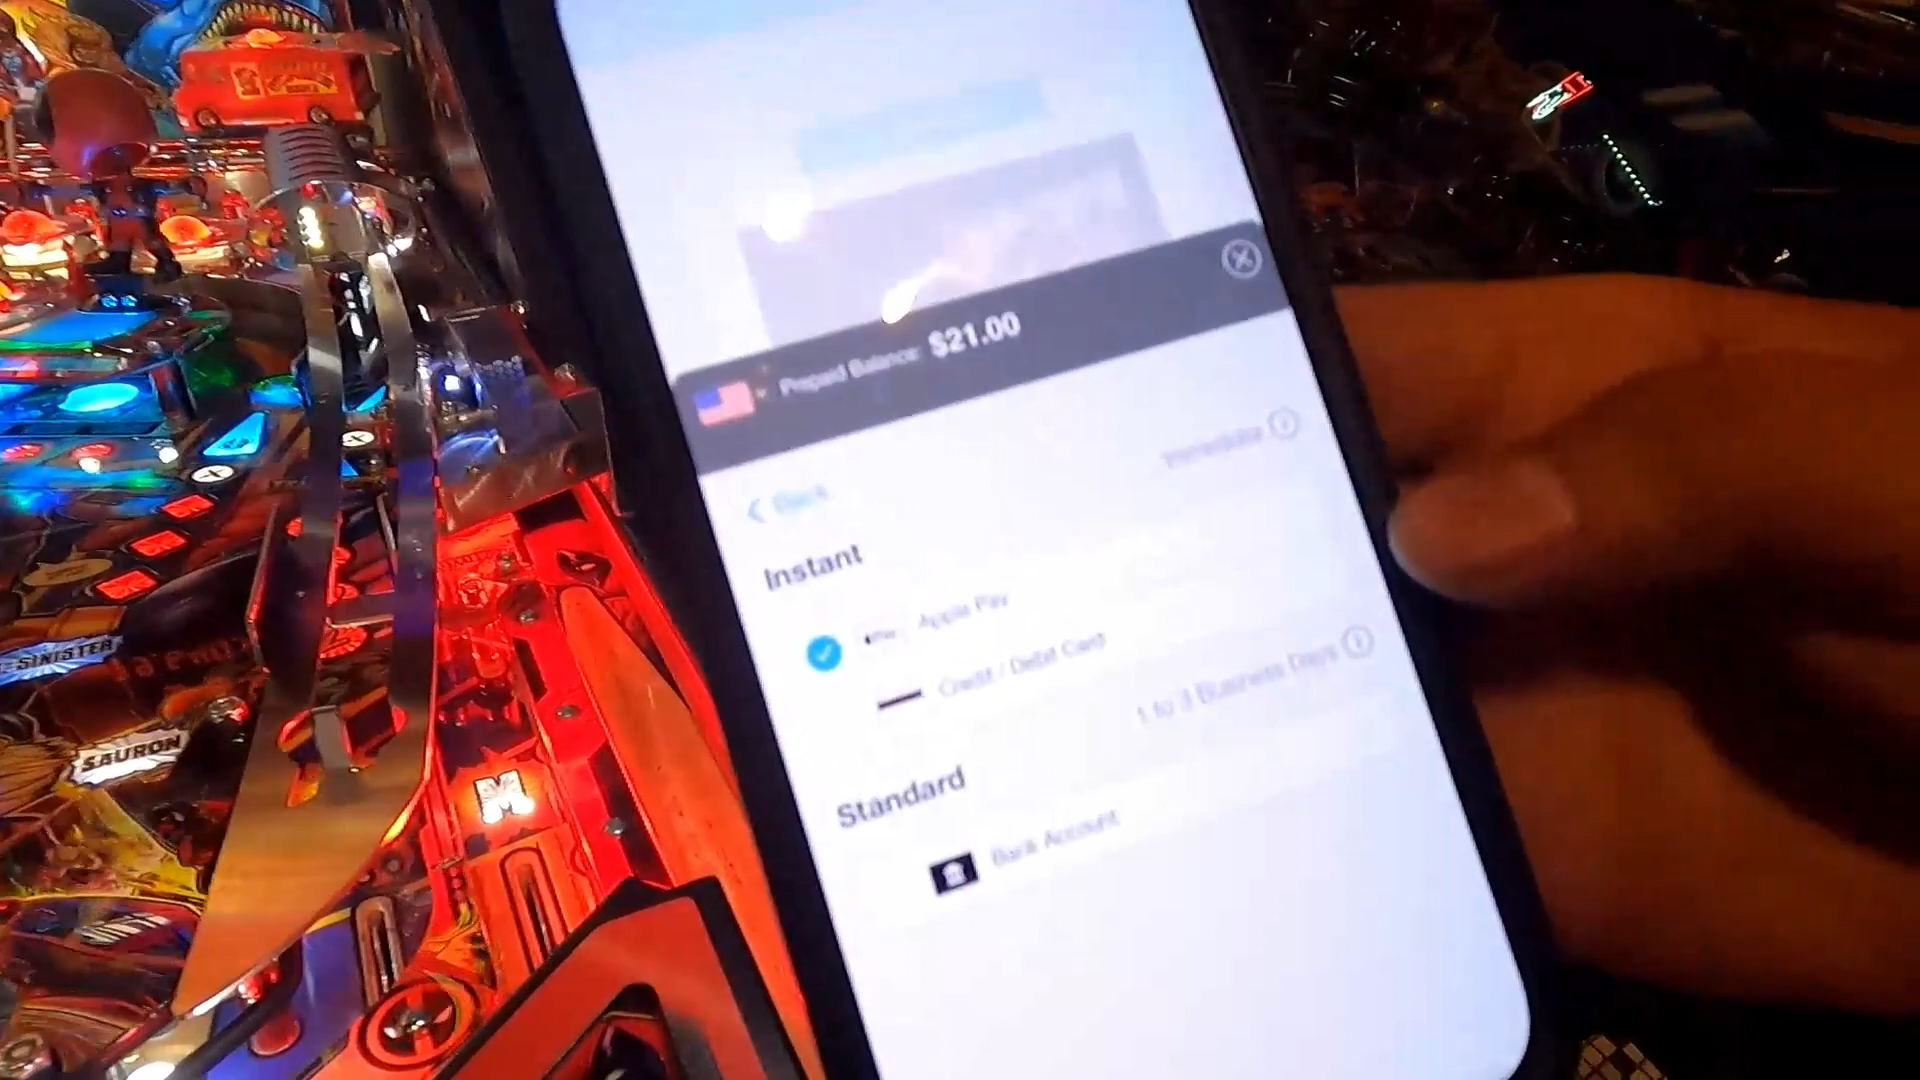 Prepaid Balance: $21.00
Back
Immediate
Instant
Pay
Apple Pay
Credit / Debit Card
1 to 3 Business Days
Standard
Bank Account
SINISTER
SAURON
M